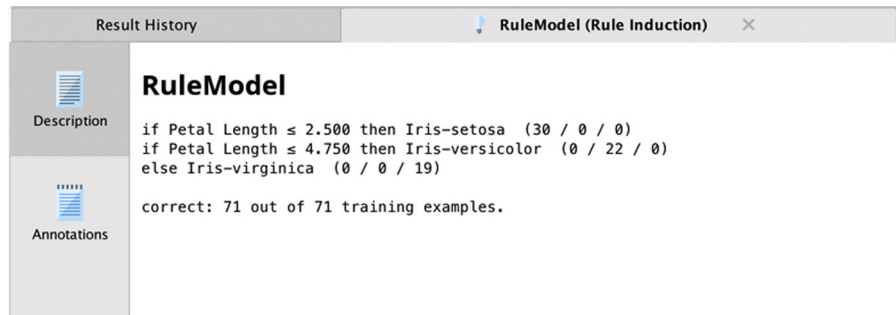 Result History
RuleModel (Rule Induction)
Description
Annotations
RuleModel
if Petal Length ≤ 2.500 then Iris-setosa  (30 / 0 / 0)
if Petal Length ≤ 4.750 then Iris-versicolor  (0 / 22 / 0)
else Iris-virginica  (0 / 0 / 19)
correct: 71 out of 71 training examples.